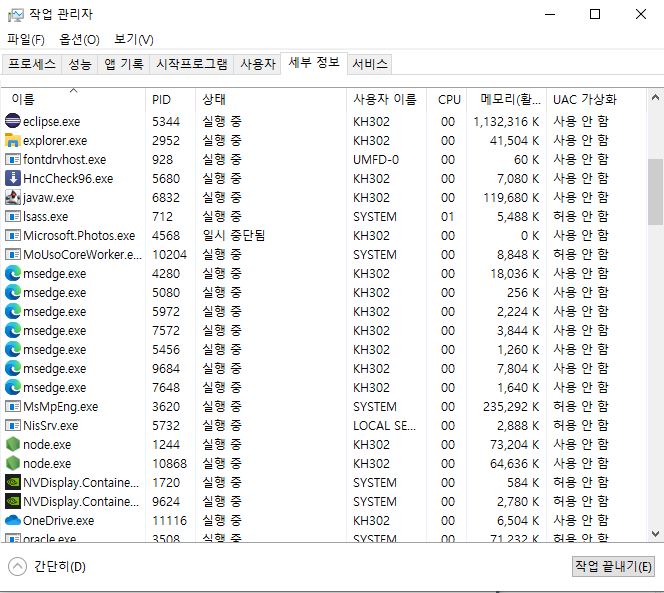 작업 관리자
파일(F) 옵션(O) 보기(V)
프로세스 성능 앱 기록 시작프로그램 사용자 세부 정보 서비스
이름 PID 상태 사용자 이름 CPU 메모리(활... UAC 가상화
eclipse.exe 5344 실행 중 KH302 00 1,132,316 K 사용 안 함
explorer.exe 2952 실행 중 KH302 00 41,504 K 사용 안 함
fontdrvhost.exe 928 실행 중 UMFD-0 00 60 K 사용 안 함
HncCheck96.exe 5680 실행 중 KH302 00 7,080 K 사용 안 함
javaw.exe 6832 실행 중 KH302 00 119,680 K 사용 안 함
lsass.exe 712 실행 중 SYSTEM 01 5,488 K 허용 안 함
Microsoft.Photos.exe 4568 일시 중단됨 KH302 00 0 K 사용 안 함
MoUsoCoreWorker.e... 10204 실행 중 SYSTEM 00 8,848 K 허용 안 함
msedge.exe 4280 실행 중 KH302 00 18,036 K 사용 안 함
msedge.exe 5080 실행 중 KH302 00 256 K 사용 안 함
msedge.exe 5972 실행 중 KH302 00 2,224 K 사용 안 함
msedge.exe 7572 실행 중 KH302 00 3,844 K 사용 안 함
msedge.exe 5456 실행 중 KH302 00 1,260 K 사용 안 함
msedge.exe 9684 실행 중 KH302 00 7,804 K 사용 안 함
msedge.exe 7648 실행 중 KH302 00 1,640 K 사용 안 함
MsMpEng.exe 3620 실행 중 SYSTEM 00 235,292 K 허용 안 함
NisSrv.exe 5732 실행 중 LOCAL SE... 00 2,888 K 허용 안 함
node.exe 1244 실행 중 KH302 00 73,204 K 사용 안 함
node.exe 10868 실행 중 KH302 00 64,636 K 사용 안 함
NVDisplay.Containe... 1720 실행 중 SYSTEM 00 584 K 허용 안 함
NVDisplay.Containe... 9624 실행 중 SYSTEM 00 2,780 K 허용 안 함
OneDrive.exe 11116 실행 중 KH302 00 6,504 K 사용 안 함
oracle.exe 3508 실행 중 SYSTEM 00 71,232 K 허용 안 함
간단히(D) 작업 끝내기(E)